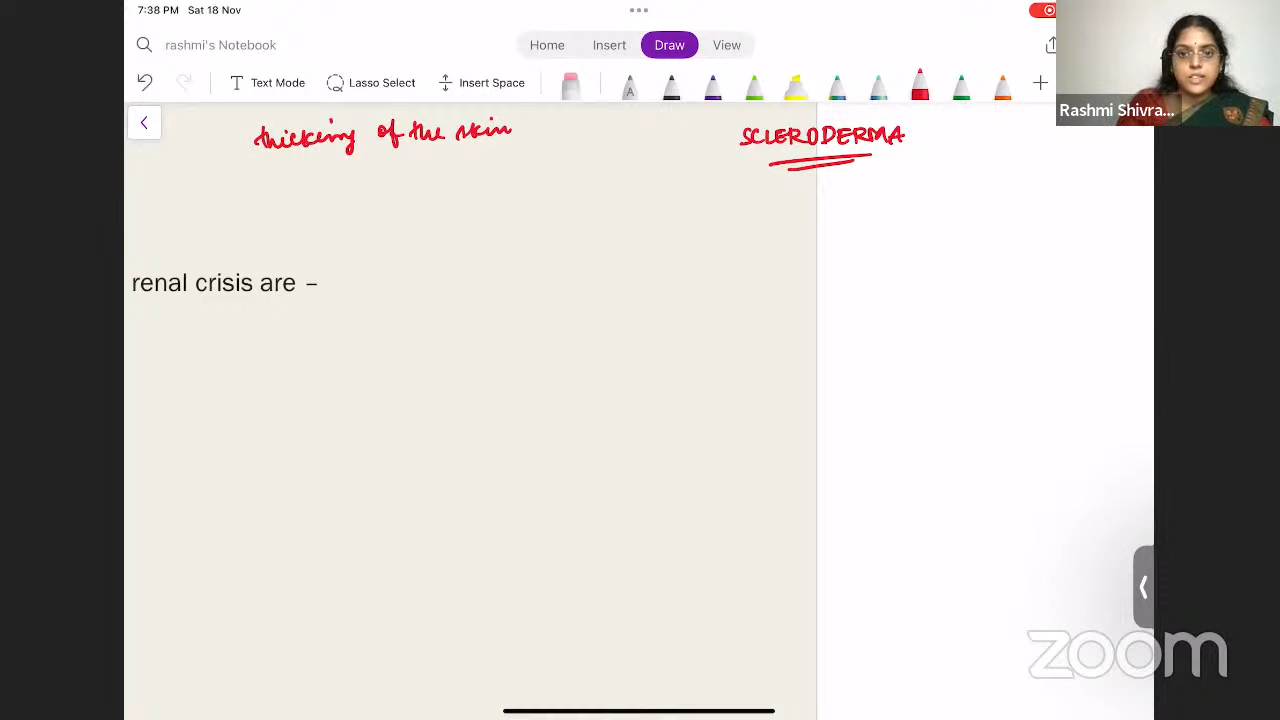 7:38 PM Sat 18 Nov
rashmi's Notebook
Home Insert Draw View
Text Mode Lasso Select Insert Space
A
Rashmi Shivra...
thicking of the skin
SCLERODERMA
renal crisis are –
zoom